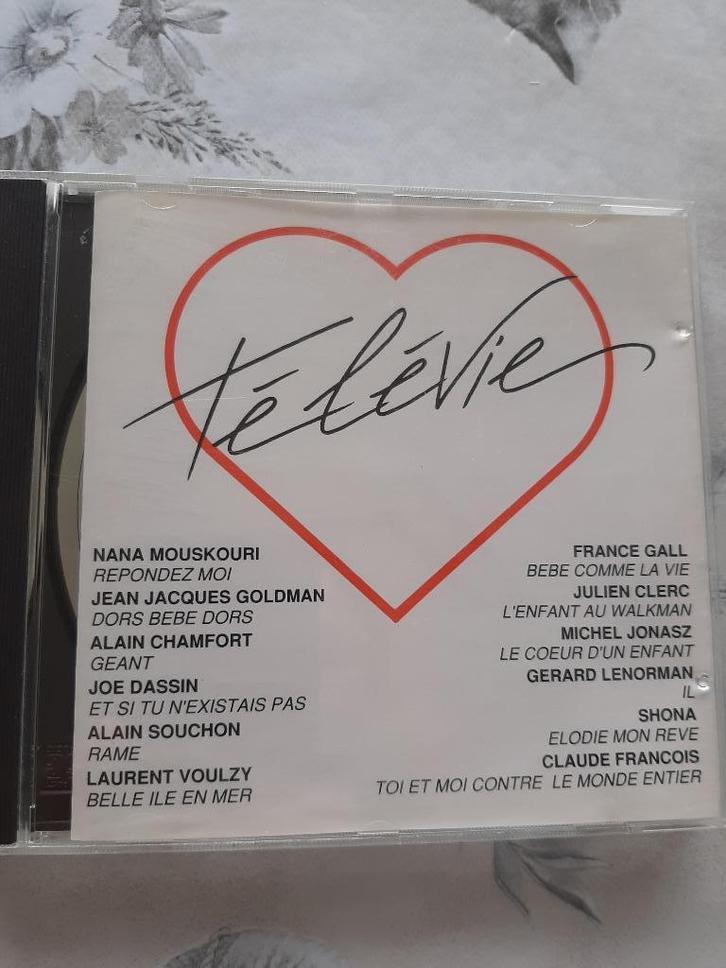 Télévie
NANA MOUSKOURI
REPONDEZ MOI
JEAN JACQUES GOLDMAN
DORS BEBE DORS
ALAIN CHAMFORT
GEANT
JOE DASSIN
ET SI TU N'EXISTAIS PAS
ALAIN SOUCHON
RAME
LAURENT VOULZY
BELLE ILE EN MER
FRANCE GALL
BEBE COMME LA VIE
JULIEN CLERC
L'ENFANT AU WALKMAN
MICHEL JONASZ
LE COEUR D'UN ENFANT
GERARD LENORMAN
IL
SHONA
ELODIE MON REVE
CLAUDE FRANCOIS
TOI ET MOI CONTRE LE MONDE ENTIER